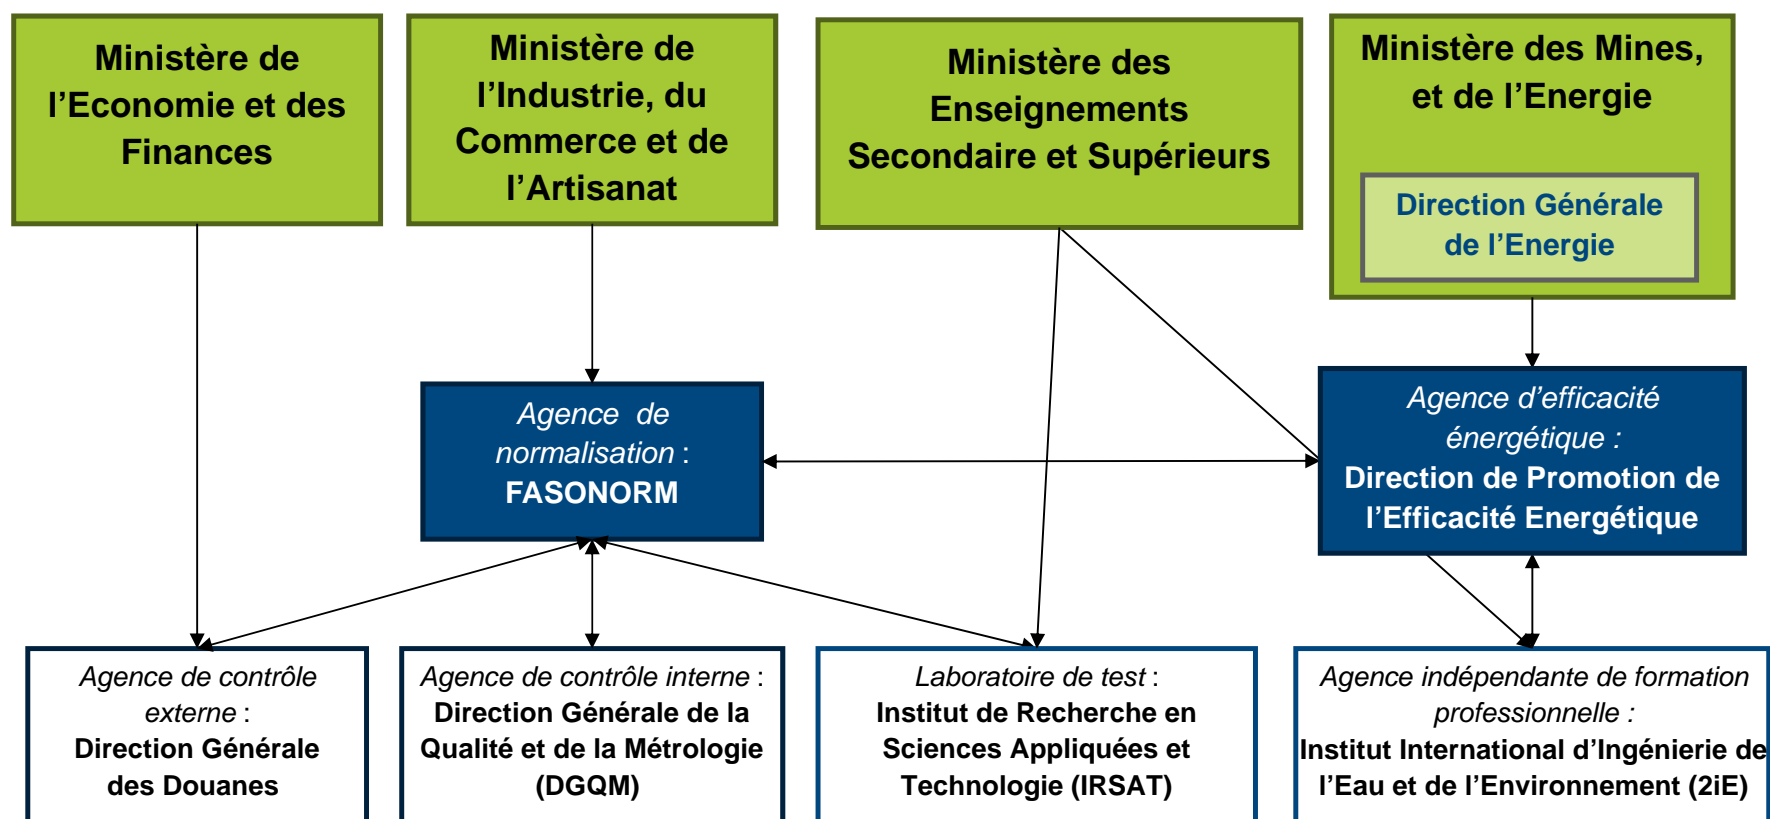 Ministère de
l’Economie et des
Finances
Ministère de
l’Industrie, du
Commerce et de
l’Artisanat
Ministère des
Enseignements
Secondaire et Supérieurs
Ministère des Mines,
et de l’Energie
Direction Générale
de l’Energie
Agence de
normalisation :
FASONORM
Agence d’efficacité
énergétique :
Direction de Promotion de
l’Efficacité Energétique
Agence de contrôle
externe :
Direction Générale
des Douanes
Agence de contrôle interne :
Direction Générale de la
Qualité et de la Métrologie
(DGQM)
Laboratoire de test :
Institut de Recherche en
Sciences Appliquées et
Technologie (IRSAT)
Agence indépendante de formation
professionnelle :
Institut International d’Ingénierie de
l’Eau et de l’Environnement (2iE)